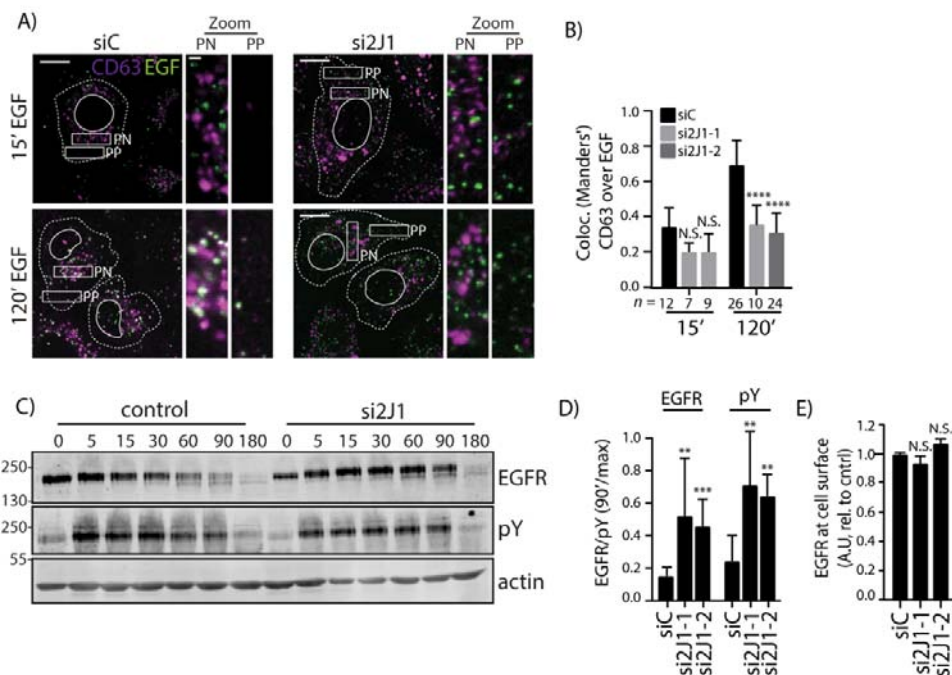 A)
siC
si2J1
Zoom
PN PP
Zoom
PN PP
CD63 EGF
15' EGF
PN
PP
PP
PN
120' EGF
PN
PP
PP
PN
B)
siC
si2J1-1
si2J1-2
Coloc. (Manders')
CD63 over EGF
1.0
0.8
0.6
0.4
0.2
0.0
N.S. N.S.
**** ****
n = 12 7 9 26 10 24
15' 120'
C)
control si2J1
0 5 15 30 60 90 180 0 5 15 30 60 90 180
250
130
EGFR
250
pY
55
actin
D)
EGFR pY
EGFR/pY (90'/max)
1.0
0.8
0.6
0.4
0.2
0.0
** *** ** **
siC si2J1-1 si2J1-2 siC si2J1-1 si2J1-2
E)
EGFR at cell surface
(A.U, rel. to cntrl)
1.2
1.0
0.8
0.6
0.4
0.2
0.0
N.S. N.S.
siC si2J1-1 si2J1-2